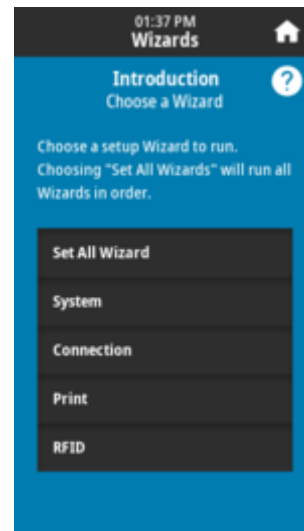 01:37 PM
Wizards
Introduction
?
Choose a Wizard
Choose a setup Wizard to run.
Choosing "Set All Wizards" will run all
Wizards in order.
Set All Wizard
System
Connection
Print
RFID